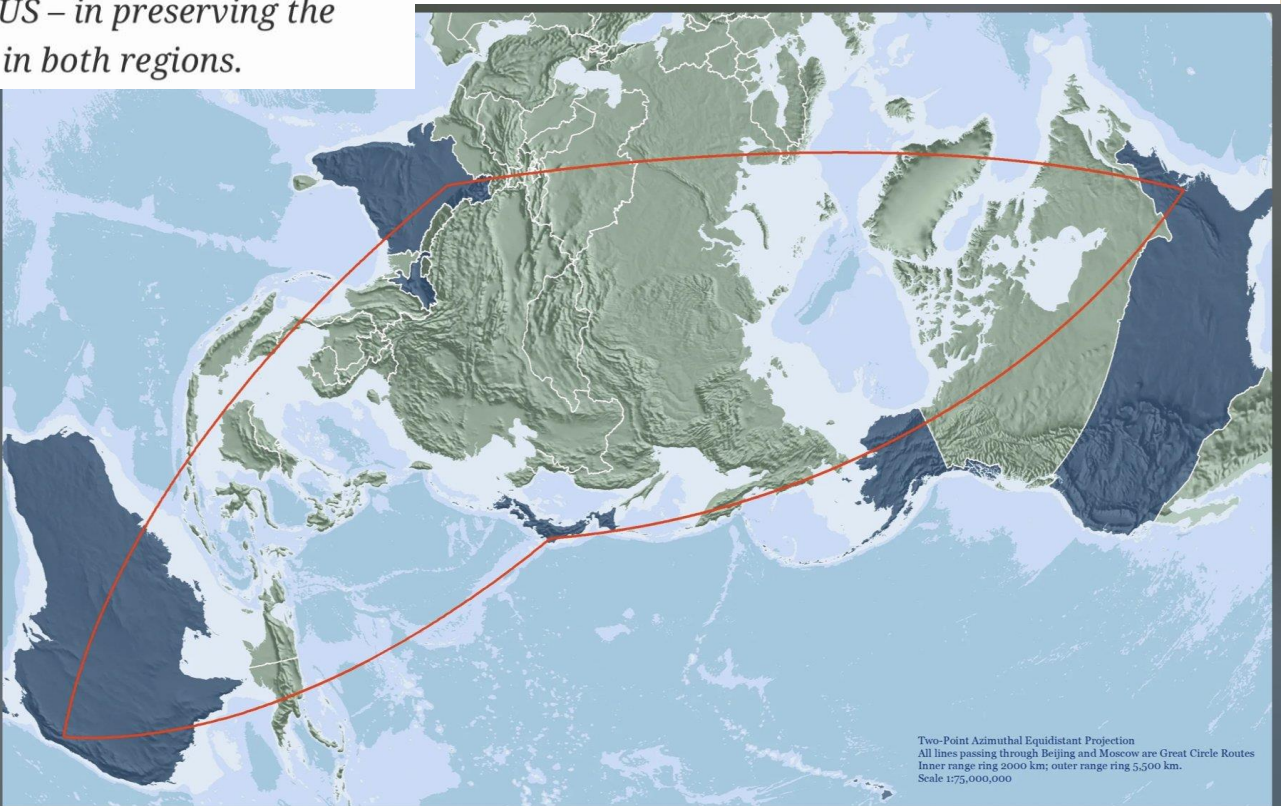 US – in preserving the
in both regions.
Two-Point Azimuthal Equidistant Projection
All lines passing through Beijing and Moscow are Great Circle Routes
Inner range ring 2000 km; outer range ring 5,500 km.
Scale 1:75,000,000